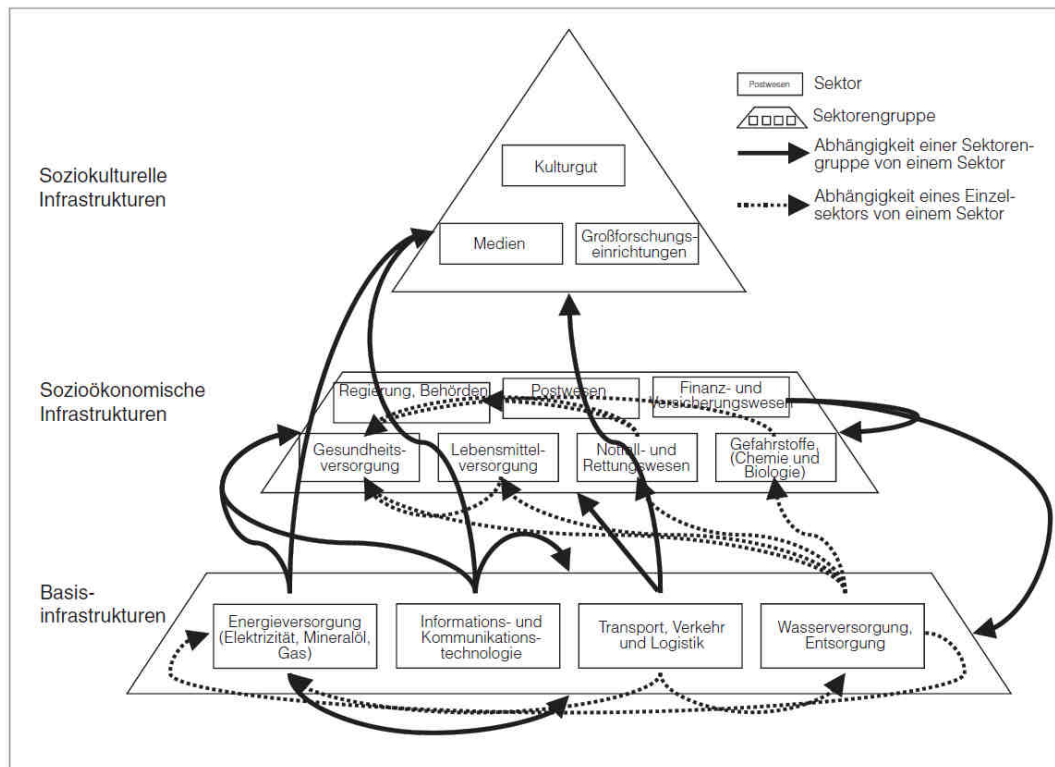 Postwesen
Sektor
Sektorengruppe
Abhängigkeit einer Sektoren-
gruppe von einem Sektor
Abhängigkeit eines Einzel-
sektors von einem Sektor
Soziokulturelle
Infrastrukturen
Kulturgut
Medien
Großforschungs-
einrichtungen
Sozioökonomische
Infrastrukturen
Regierung, Behörden
Postwesen
Finanz- und
Versicherungswesen
Gesundheits-
versorgung
Lebensmittel-
versorgung
Notfall- und
Rettungswesen
Gefahrstoffe,
(Chemie und
Biologie)
Basis-
infrastrukturen
Energieversorgung
(Elektrizität, Mineralöl,
Gas)
Informations- und
Kommunikations-
technologie
Transport, Verkehr
und Logistik
Wasserversorgung,
Entsorgung